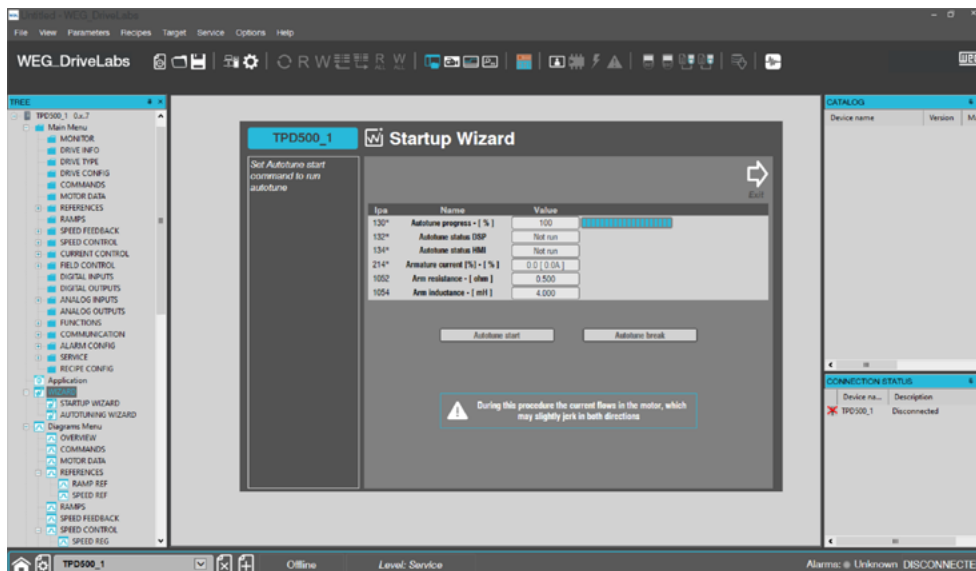 Untitled - WEG_DriveLabs
File View Parameters Recipes Target Service Options Help
WEG_DriveLabs
R W
R ALL W ALL
TREE
TPD500_1 0.x.7
Main Menu
MONITOR
DRIVE INFO
DRIVE TYPE
DRIVE CONFIG
COMMANDS
MOTOR DATA
REFERENCES
RAMPS
SPEED FEEDBACK
SPEED CONTROL
CURRENT CONTROL
FIELD CONTROL
DIGITAL INPUTS
DIGITAL OUTPUTS
ANALOG INPUTS
ANALOG OUTPUTS
FUNCTIONS
COMMUNICATION
ALARM CONFIG
SERVICE
RECIPE CONFIG
Application
WIZARD
STARTUP WIZARD
AUTOTUNING WIZARD
Diagrams Menu
OVERVIEW
COMMANDS
MOTOR DATA
REFERENCES
RAMP REF
SPEED REF
RAMPS
SPEED FEEDBACK
SPEED CONTROL
SPEED REG
TPD500_1
Startup Wizard
Set Autotune start
command to run
autotune
Exit
Ipa Name Value
130* Autotune progress - [ % ] 100
132* Autotune status DSP Not run
134* Autotune status HMI Not run
214* Armature current [%] - [ % ] 0.0 [ 0.0A ]
1052 Arm resistance - [ ohm ] 0.500
1054 Arm inductance - [ mH ] 4.000
Autotune start Autotune break
During this procedure the current flows in the motor, which
may slightly jerk in both directions
CATALOG
Device name Version
CONNECTION STATUS
Device na... Description
TPD500_1 Disconnected
TPD500_1 Offline Level: Service Alarms: Unknown DISCONNECTE